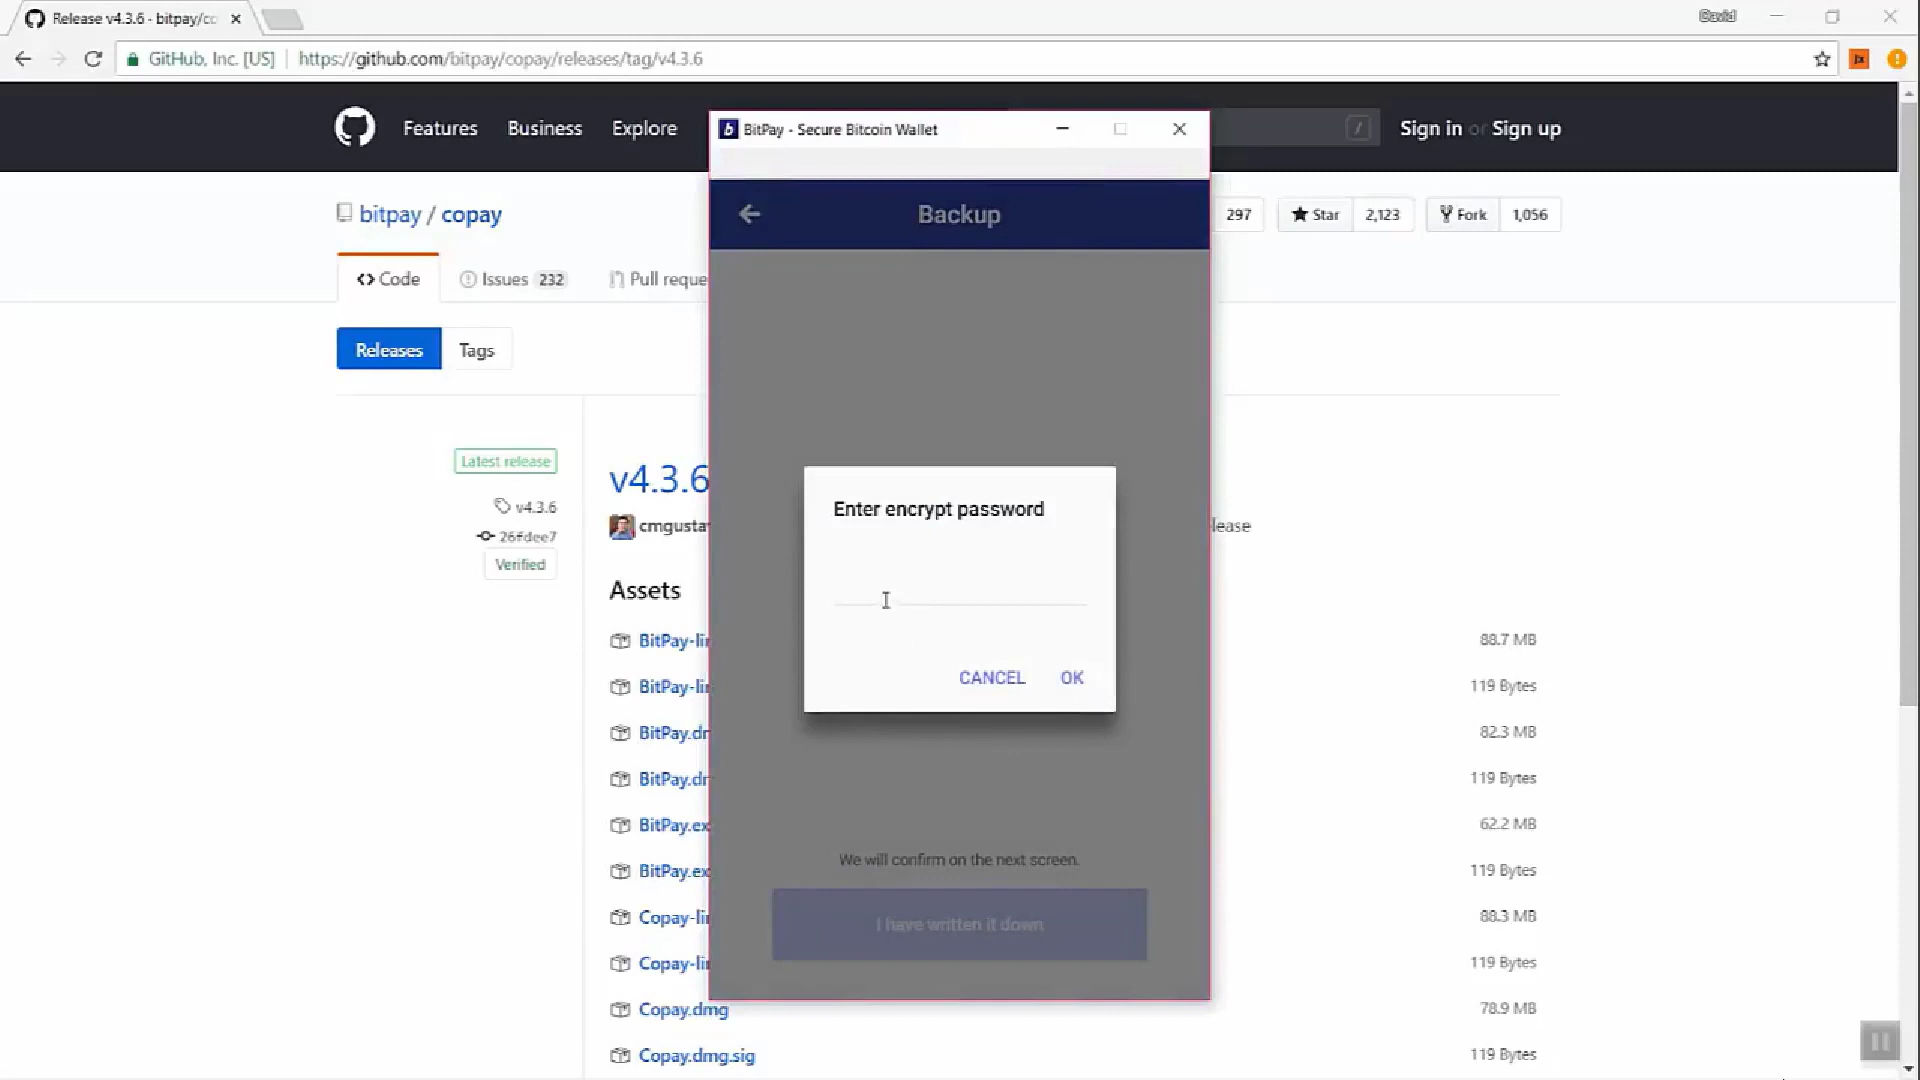 Release v4.3.6 - bitpay/co
David
GitHub, Inc. [US] | https://github.com/bitpay/copay/releases/tag/v4.3.6
Features Business Explore
/
Sign in or Sign up
BitPay - Secure Bitcoin Wallet
Backup
bitpay / copay
297
Star 2,123
Fork 1,056
Code
Issues 232
Pull reque
Releases
Tags
Latest release
v4.3.6
26fdee7
Verified
v4.3.6
cmgusta
lease
Enter encrypt password
CANCEL OK
We will confirm on the next screen.
I have written it down
Assets
BitPay-li 88.7 MB
BitPay-li 119 Bytes
BitPay.d 82.3 MB
BitPay.d 119 Bytes
BitPay.ex 62.2 MB
BitPay.ex 119 Bytes
Copay-li 88.3 MB
Copay-li 119 Bytes
Copay.dmg 78.9 MB
Copay.dmg.sig 119 Bytes